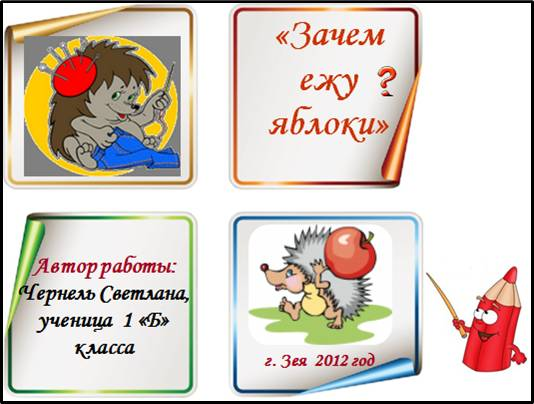 «Зачем
ежу ?
яблоки»
Автор работы:
Чернель Светлана,
ученица 1 «Б»
класса
г. Зея 2012 год